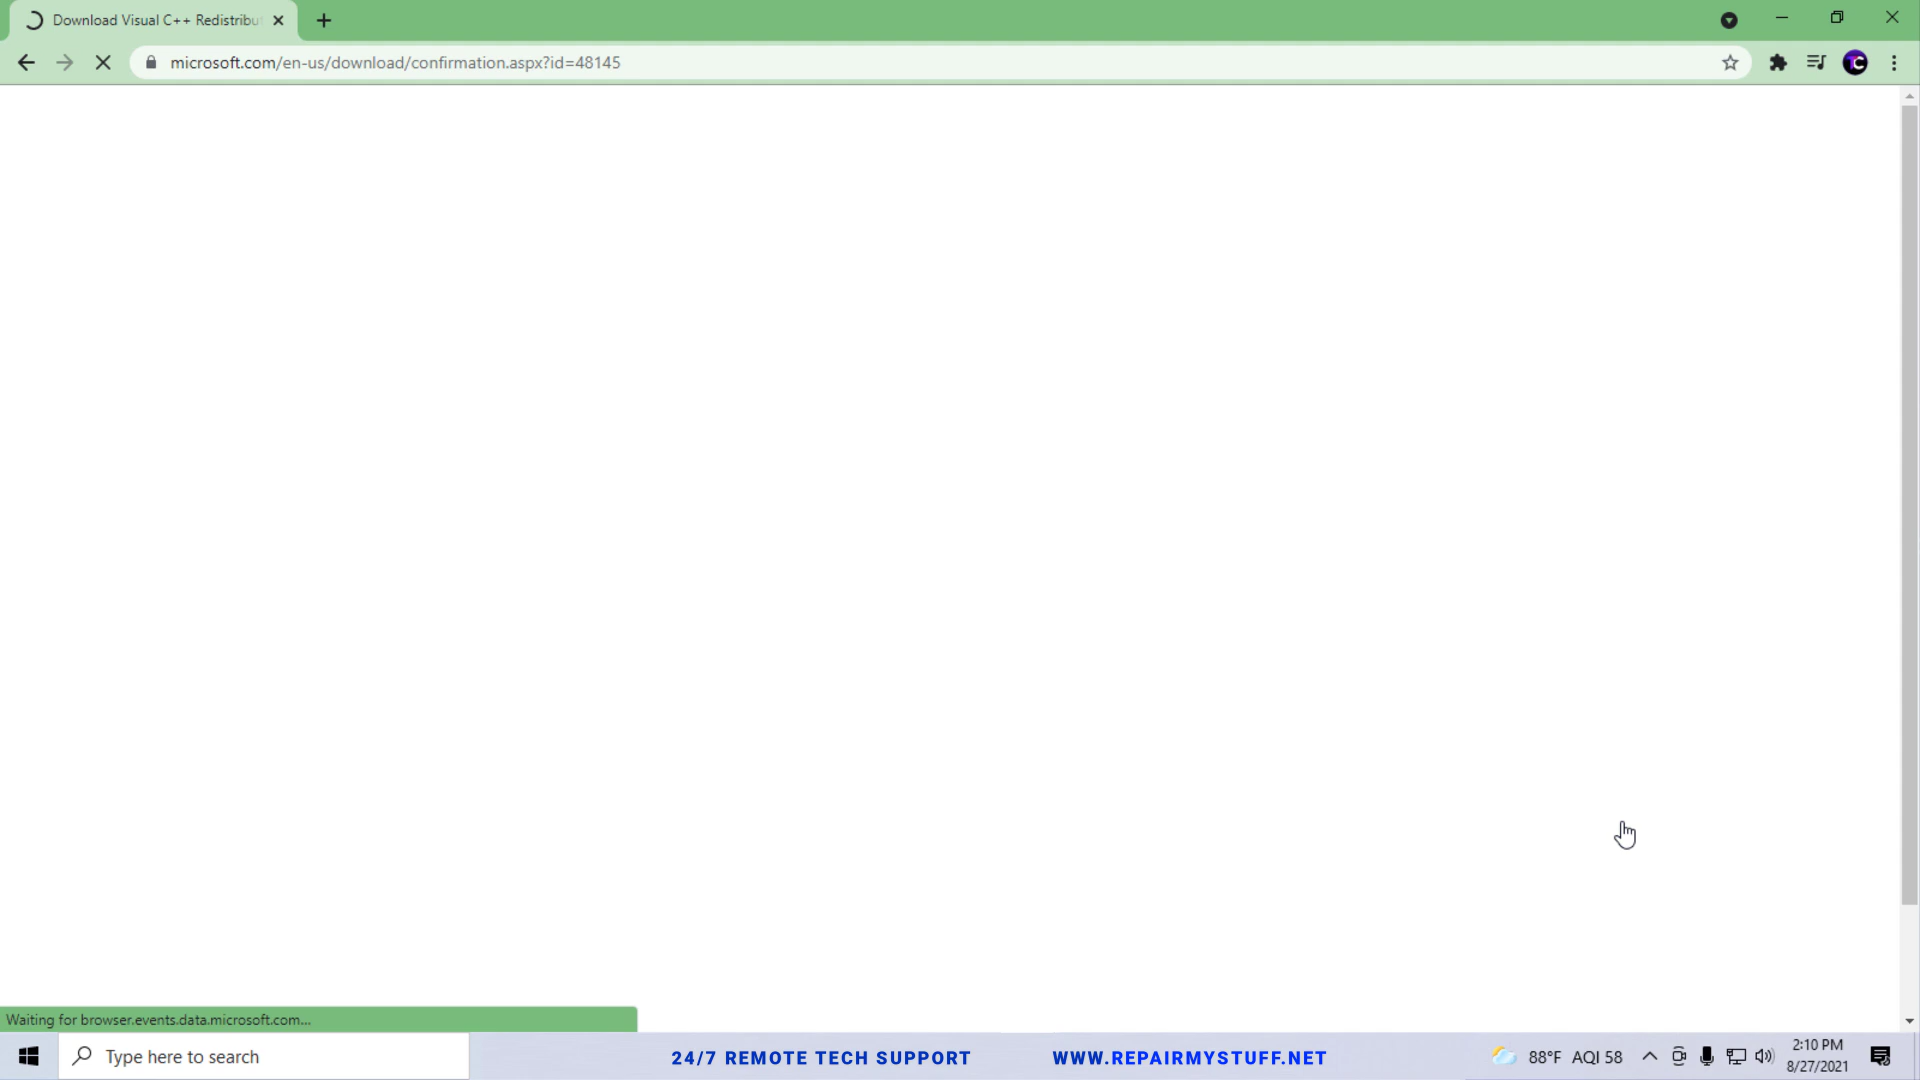 Download Visual C++ Redistribu
microsoft.com/en-us/download/confirmation.aspx?id=48145
Waiting for browser.events.data.microsoft.com...
Type here to search
24/7 REMOTE TECH SUPPORT
WWW.REPAIRMYSTUFF.NET
88°F AQI 58
2:10 PM
8/27/2021